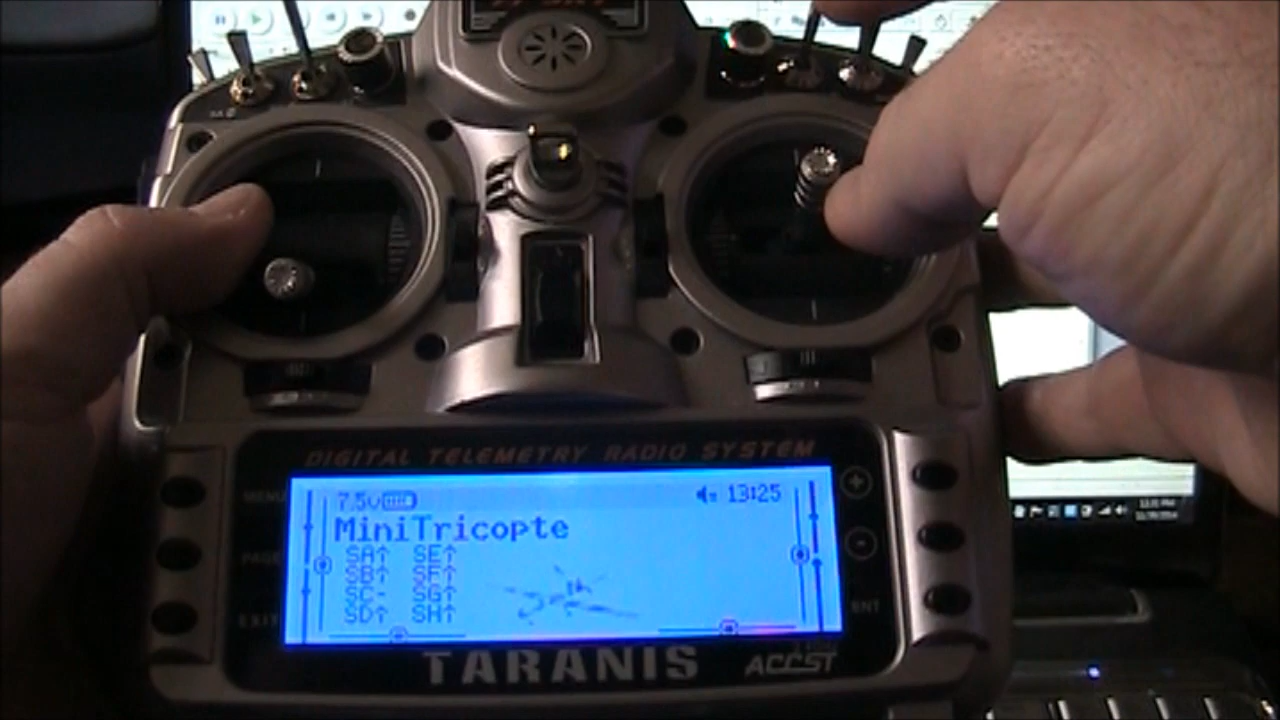 DIGITAL TELEMETRY RADIO SYSTEM
7.5v 13:25
MiniTricopte
SA↑ SE↑
SB↑ SF↑
SC- SG↑
SD↑ SH↑
MENU
PAGE
EXIT
+
-
ENT
TARANIS ACCST